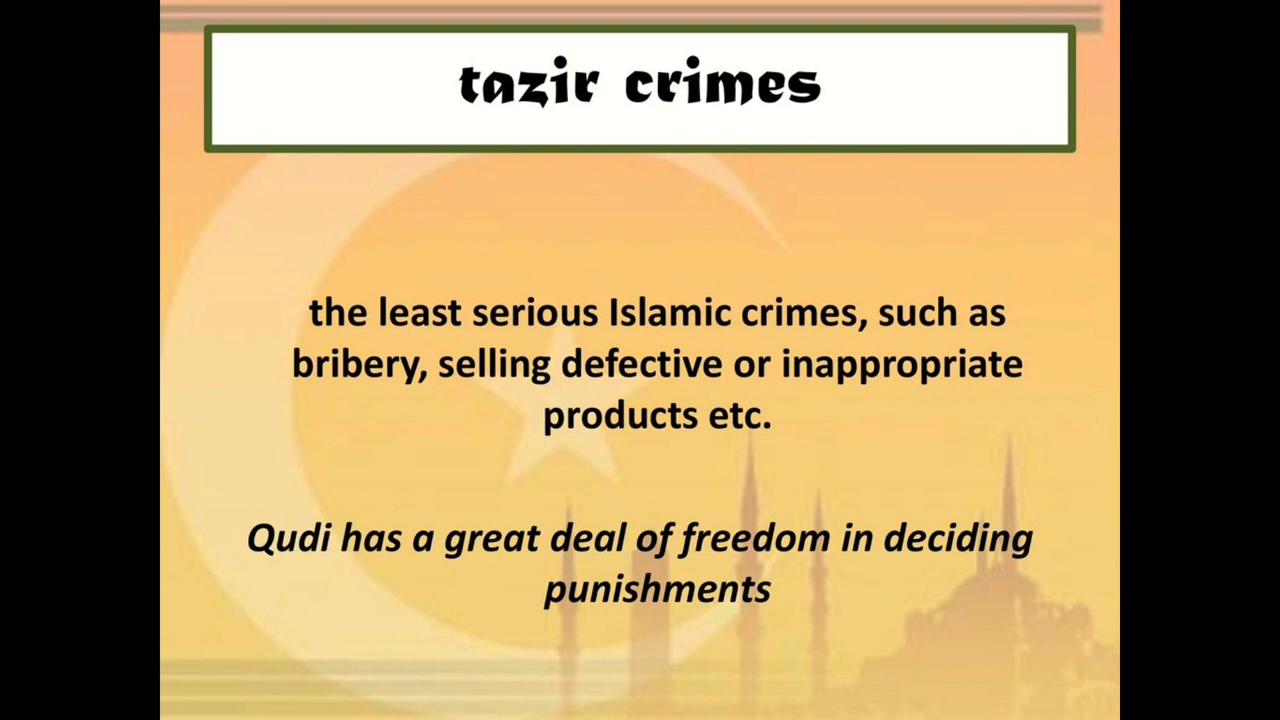 tazir crimes
the least serious Islamic crimes, such as
bribery, selling defective or inappropriate
products etc.
Qudi has a great deal of freedom in deciding
punishments